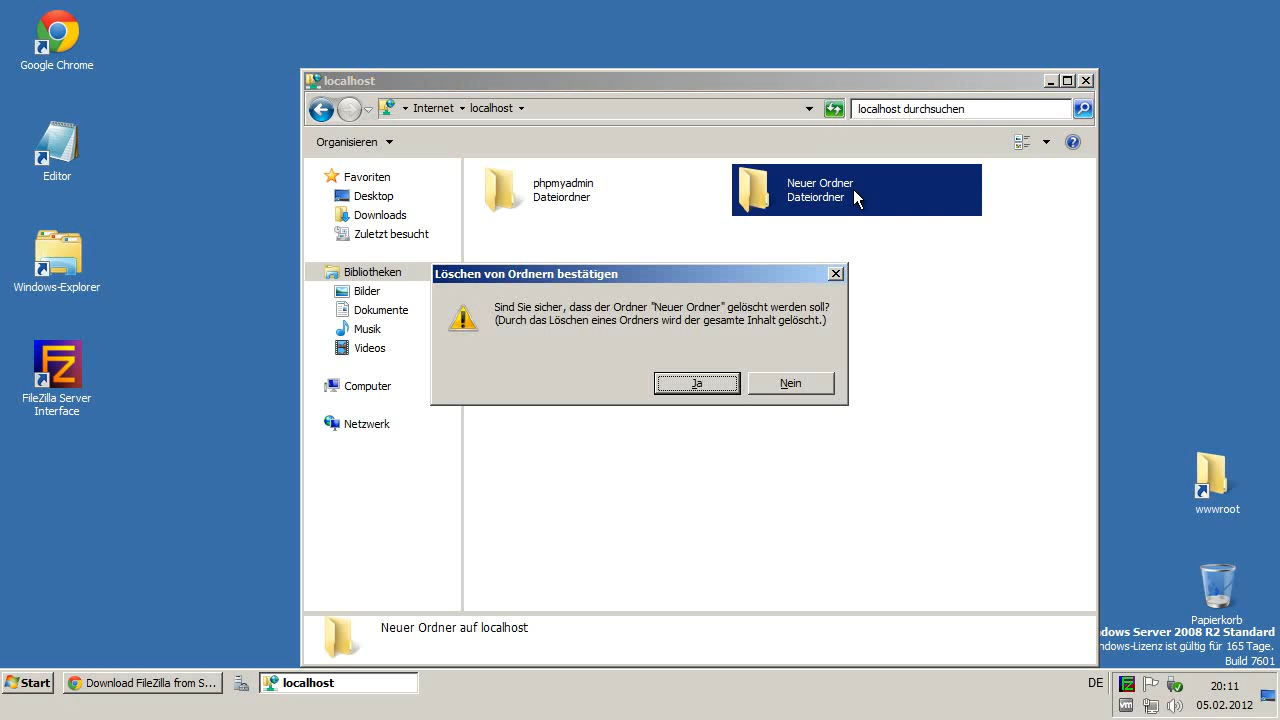 Google Chrome
Editor
Windows-Explorer
FileZilla Server
Interface
localhost
Internet
localhost
localhost durchsuchen
Organisieren
Favoriten
Desktop
Downloads
Zuletzt besucht
Bibliotheken
Bilder
Dokumente
Musik
Videos
Computer
Netzwerk
phpmyadmin
Dateiordner
Neuer Ordner
Dateiordner
Löschen von Ordnern bestätigen
Sind Sie sicher, dass der Ordner "Neuer Ordner" gelöscht werden soll?
(Durch das Löschen eines Ordners wird der gesamte Inhalt gelöscht.)
Ja
Nein
Neuer Ordner auf localhost
wwwroot
Papierkorb
dows Server 2008 R2 Standard
ndows-Lizenz ist gültig für 165 Tage.
Build 7601
Start
Download FileZilla from S...
localhost
DE
20:11
05.02.2012